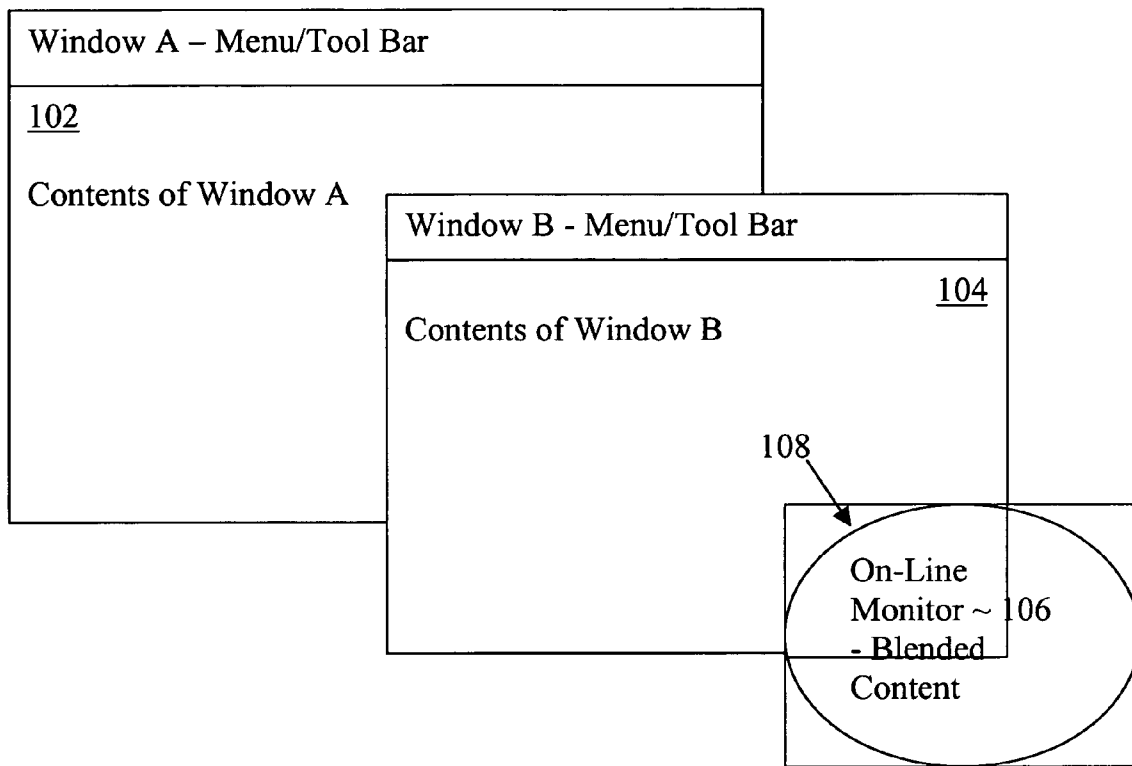 Window A – Menu/Tool Bar
102
Contents of Window A
Window B - Menu/Tool Bar
104
Contents of Window B
108
On-Line
Monitor ~ 106
- Blended
Content